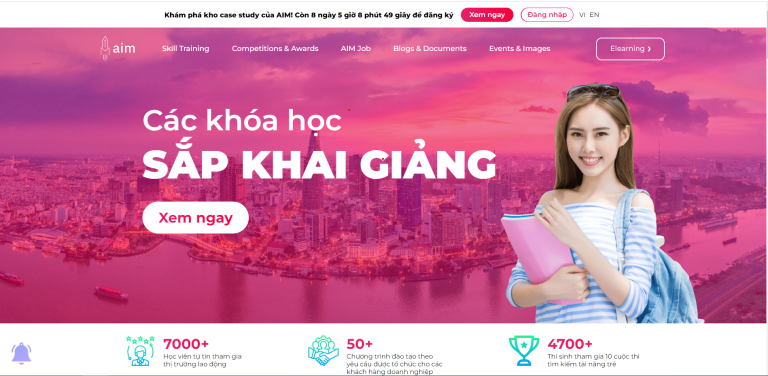 Khám phá kho case study của AIM! Còn 8 ngày 5 giờ 8 phút 49 giây để đăng ký
Xem ngay
Đăng nhập
VI EN
aim
Skill Training
Competitions & Awards
AIM Job
Blogs & Documents
Events & Images
Elearning ❯
Các khóa học
SẮP KHAI GIẢNG
Xem ngay
7000+
Học viên tự tin tham gia
thị trường lao động
50+
Chương trình đào tạo theo
yêu cầu được tổ chức cho các
khách hàng doanh nghiệp
4700+
Thí sinh tham gia 10 cuộc thi
tìm kiếm tài năng trẻ